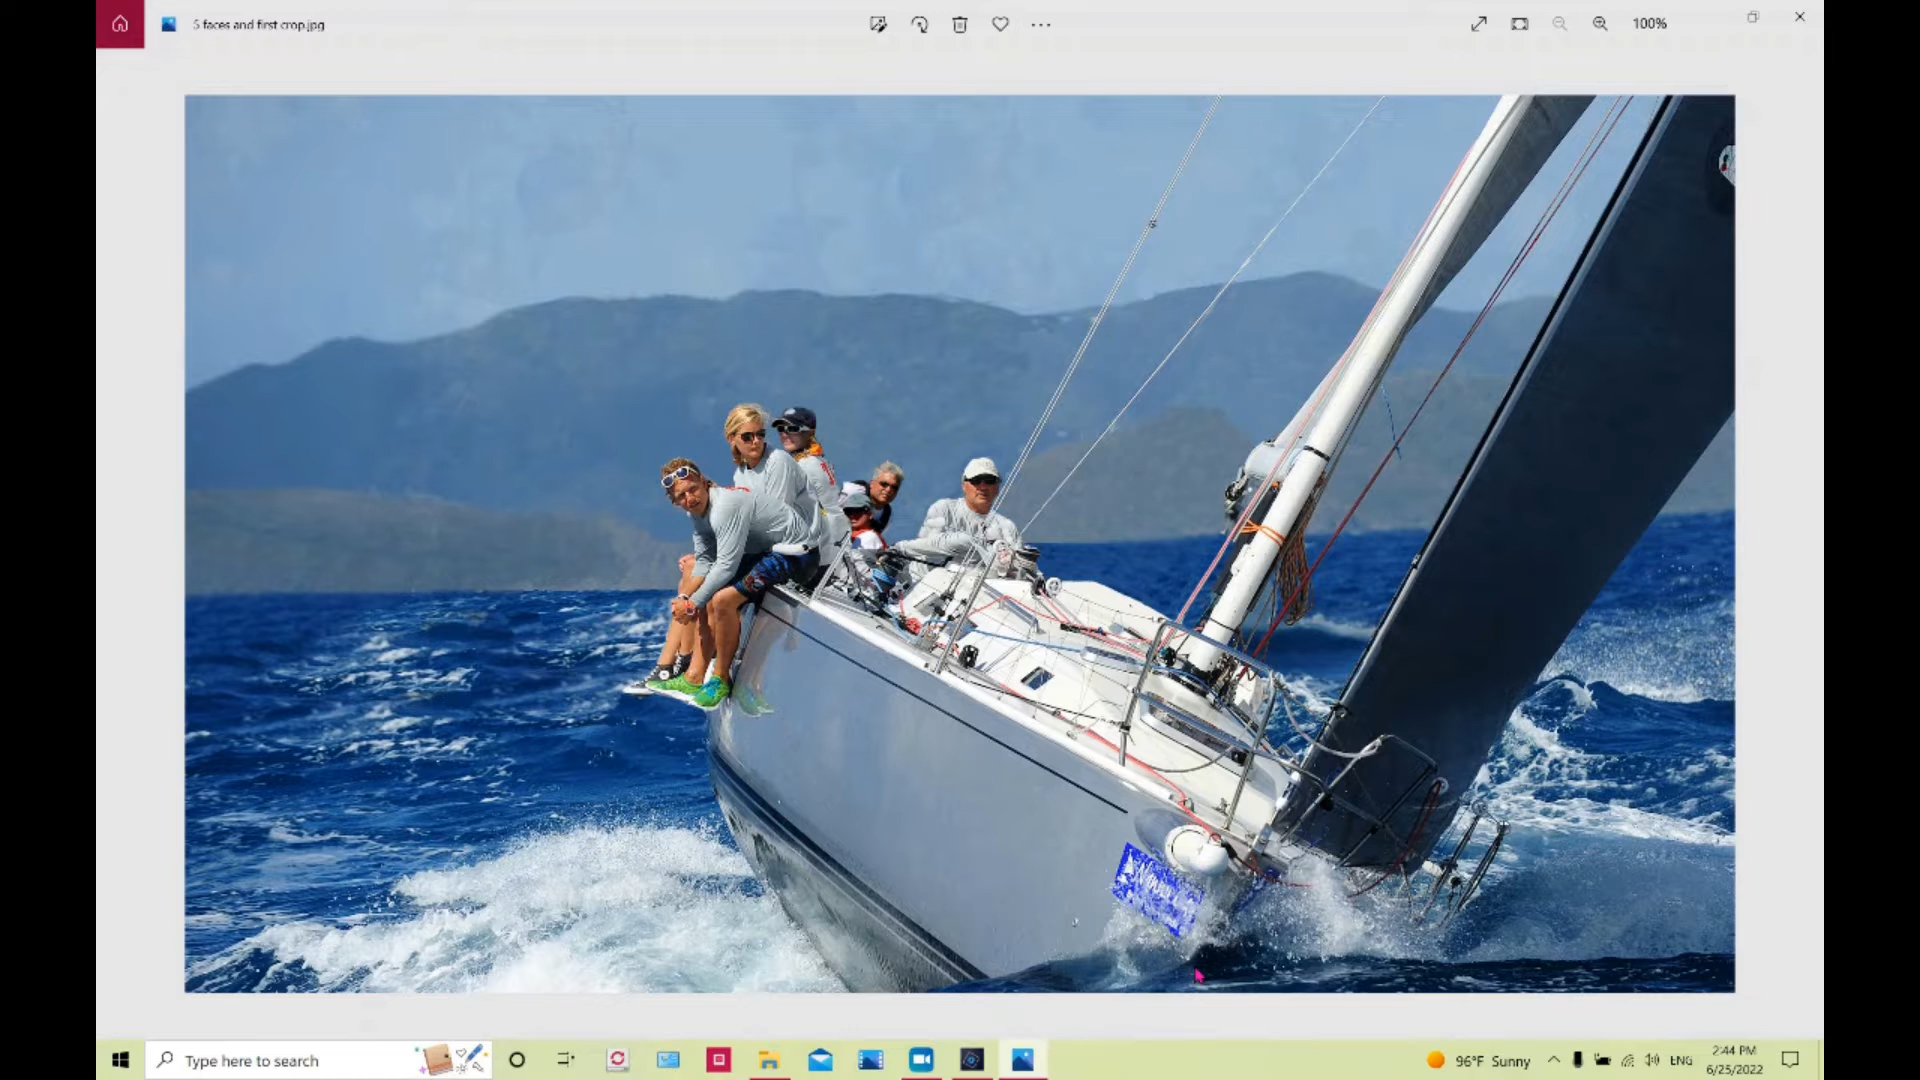 5 faces and first crop.jpg
100%
Type here to search
96°F Sunny
ENG
2:44 PM
6/25/2022